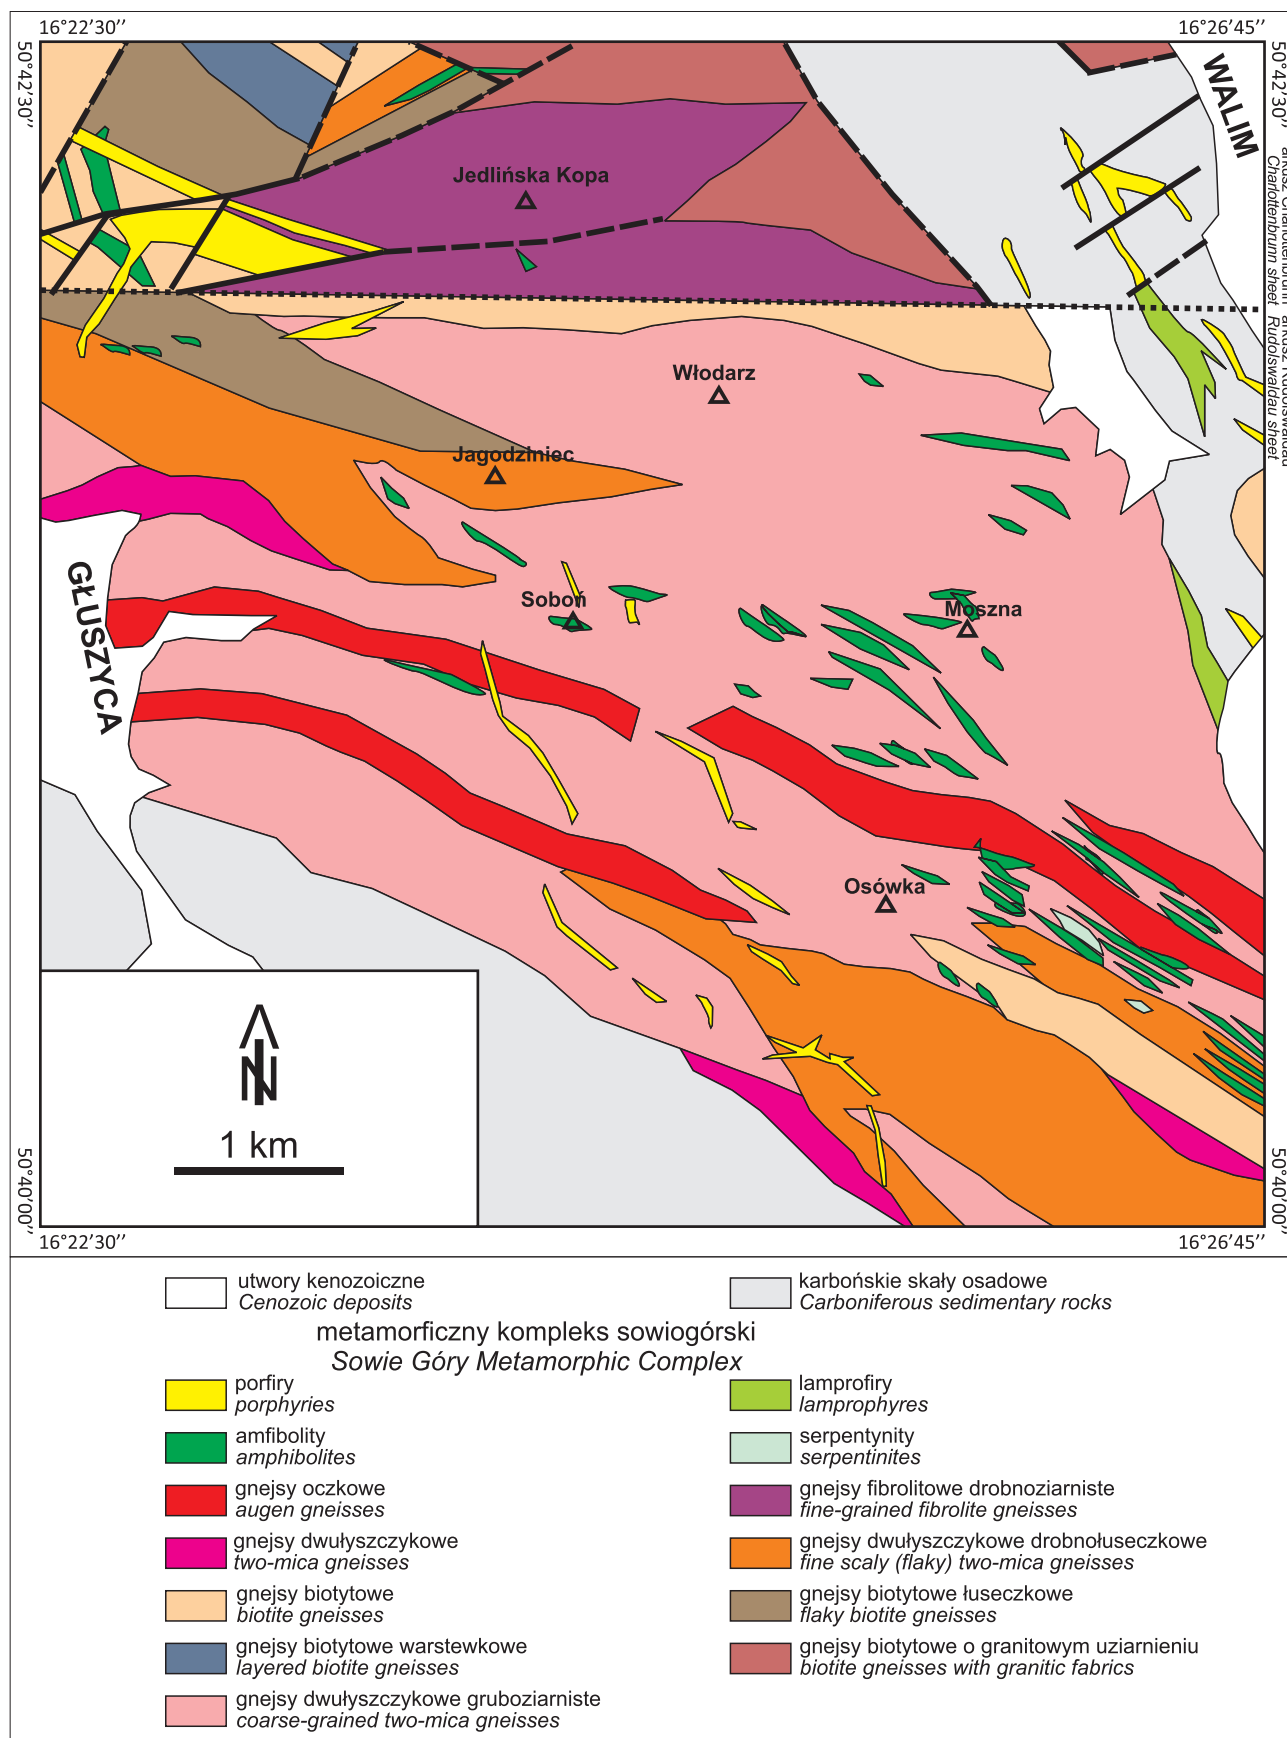 16°22’30’’
16°26’45’’
50°42’30’’
50°42’30’’
WALIM
arkusz Charlottenbrunn
Charlottenbrunn sheet
arkusz Rudolswaldau
Rudolswaldau sheet
Jedlińska Kopa
Włodarz
Jagodziniec
Soboń
Moszna
GŁUSZYCA
Osówka
N
1 km
50°40’00’’
50°40’00’’
16°22’30’’
16°26’45’’
utwory kenozoiczne
Cenozoic deposits
karbońskie skały osadowe
Carboniferous sedimentary rocks
metamorficzny kompleks sowiogórski
Sowie Góry Metamorphic Complex
porfiry
porphyries
lamprofiry
lamprophyres
amfibolity
amphibolites
serpentynity
serpentinites
gnejsy oczkowe
augen gneisses
gnejsy fibrolitowe drobnoziarniste
fine-grained fibrolite gneisses
gnejsy dwułyszczykowe
two-mica gneisses
gnejsy dwułyszczykowe drobnołuseczkowe
fine scaly (flaky) two-mica gneisses
gnejsy biotytowe
biotite gneisses
gnejsy biotytowe łuseczkowe
flaky biotite gneisses
gnejsy biotytowe warstewkowe
layered biotite gneisses
gnejsy biotytowe o granitowym uziarnieniu
biotite gneisses with granitic fabrics
gnejsy dwułyszczykowe gruboziarniste
coarse-grained two-mica gneisses